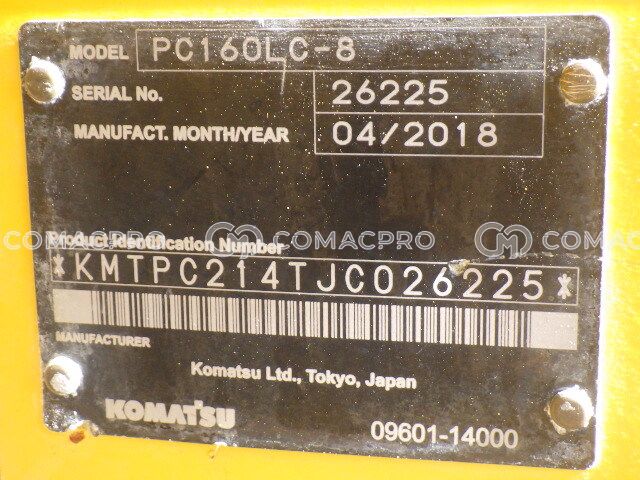 MODEL PC160LC-8
SERIAL No. 26225
MANUFACT. MONTH/YEAR 04/2018
COMACPRO COMACPRO COMACPRO
Product Identification Number
*KMTPC214TJC026225*
MANUFACTURER
Komatsu Ltd., Tokyo, Japan
KOMATSU 09601-14000